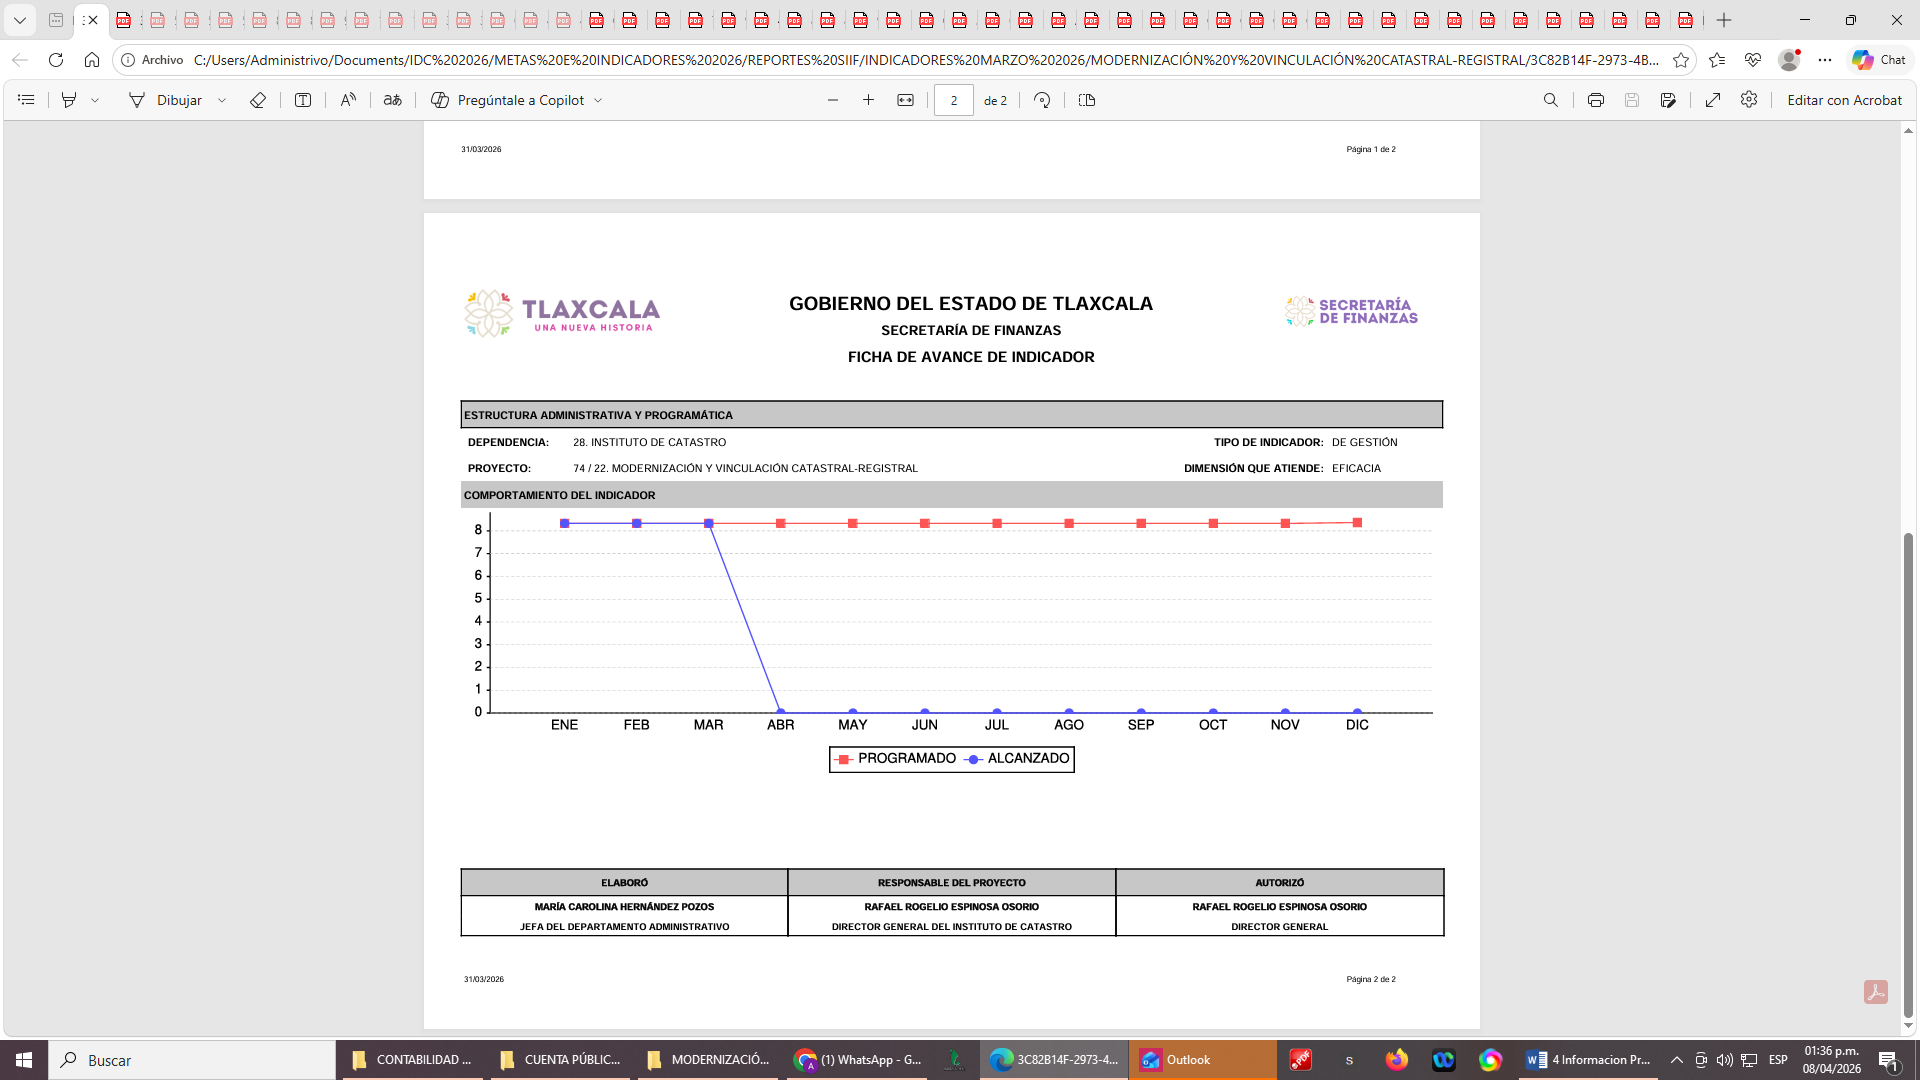 Archivo
C:/Users/Administrivo/Documents/IDC%202026/METAS%20E%20INDICADORES%202026/REPORTES%20SIIF/INDICADORES%20MARZO%202026/MODERNIZACIÓN%20Y%20VINCULACIÓN%20CATASTRAL-REGISTRAL/3C82B14F-2973-4B...
Chat
Dibujar
Pregúntale a Copilot
2 de 2
Editar con Acrobat
31/03/2026 Página 1 de 2
TLAXCALA
UNA NUEVA HISTORIA
GOBIERNO DEL ESTADO DE TLAXCALA
SECRETARÍA DE FINANZAS
FICHA DE AVANCE DE INDICADOR
SECRETARÍA
DE FINANZAS
ESTRUCTURA ADMINISTRATIVA Y PROGRAMÁTICA
DEPENDENCIA: 28. INSTITUTO DE CATASTRO TIPO DE INDICADOR: DE GESTIÓN
PROYECTO: 74 / 22. MODERNIZACIÓN Y VINCULACIÓN CATASTRAL-REGISTRAL DIMENSIÓN QUE ATIENDE: EFICACIA
COMPORTAMIENTO DEL INDICADOR
8
7
6
5
4
3
2
1
0
ENE FEB MAR ABR MAY JUN JUL AGO SEP OCT NOV DIC
PROGRAMADO ALCANZADO
ELABORÓ RESPONSABLE DEL PROYECTO AUTORIZÓ
MARÍA CAROLINA HERNÁNDEZ POZOS RAFAEL ROGELIO ESPINOSA OSORIO RAFAEL ROGELIO ESPINOSA OSORIO
JEFA DEL DEPARTAMENTO ADMINISTRATIVO DIRECTOR GENERAL DEL INSTITUTO DE CATASTRO DIRECTOR GENERAL
31/03/2026 Página 2 de 2
Buscar
CONTABILIDAD ...
CUENTA PÚBLIC...
MODERNIZACIÓ...
(1) WhatsApp - G...
3C82B14F-2973-4...
Outlook
4 Informacion Pr...
ESP
01:36 p.m.
08/04/2026
1